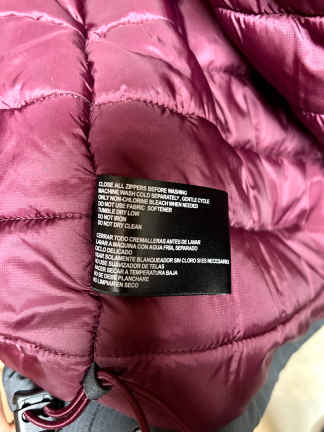 CLOSE ALL ZIPPERS BEFORE WASHING
MACHINE WASH COLD SEPARATELY, GENTLE CYCLE
ONLY NON-CHLORINE BLEACH WHEN NEEDED
DO NOT USE FABRIC SOFTENER
TUMBLE DRY LOW
DO NOT IRON
DO NOT DRY CLEAN
CERRAR TODO CREMALLERAS ANTES DE LAVAR
LAVAR A MAQUINA CON AGUA FRIA, SEPARADO
CICLO DELICADO
USAR SOLAMENTE BLANQUEADOR SIN CLORO SI ES NECESARIO
NO USE SUAVIZADOR DE TELAS
HACER SECAR A TEMPERATURA BAJA
NO SE DEBE PLANCHAR
NO LIMPIAR EN SECO